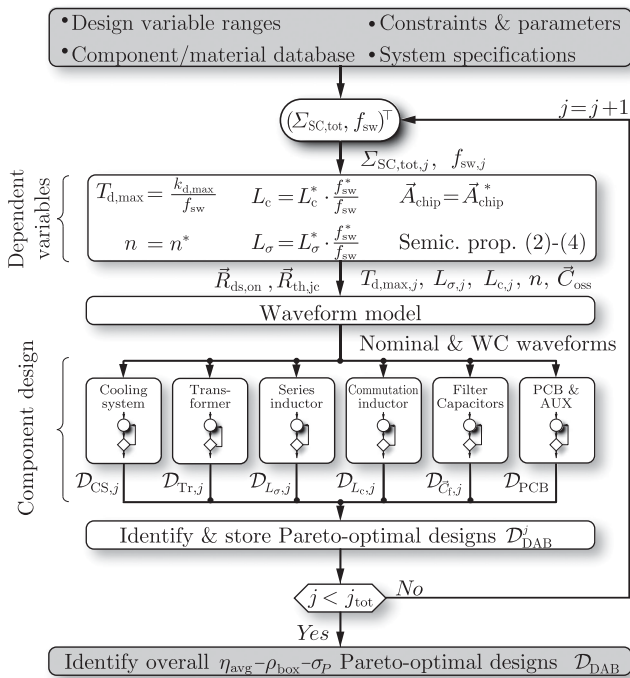 • Design variable ranges • Constraints & parameters
• Component/material database • System specifications
j = j+1
(Σ_SC,tot, f_sw)^⊤
Σ_SC,tot,j, f_sw,j
Dependent variables
T_d,max = k_d,max / f_sw L_c = L_c^* · f_sw^* / f_sw A⃗_chip = A⃗_chip^*
n = n^* L_σ = L_σ^* · f_sw^* / f_sw Semic. prop. (2)-(4)
R⃗_ds,on , R⃗_th,jc T_d,max,j, L_σ,j, L_c,j, n, C⃗_oss
Waveform model
Nominal & WC waveforms
Component design
Cooling system
Trans-former
Series inductor
Commutation inductor
Filter Capacitors
PCB & AUX
𝒟_CS,j 𝒟_Tr,j 𝒟_L_σ,j 𝒟_L_c,j 𝒟_C⃗_f,j 𝒟_PCB
Identify & store Pareto-optimal designs 𝒟_DAB^j
j < j_tot No
Yes
Identify overall η_avg–ρ_box–σ_P Pareto-optimal designs 𝒟_DAB